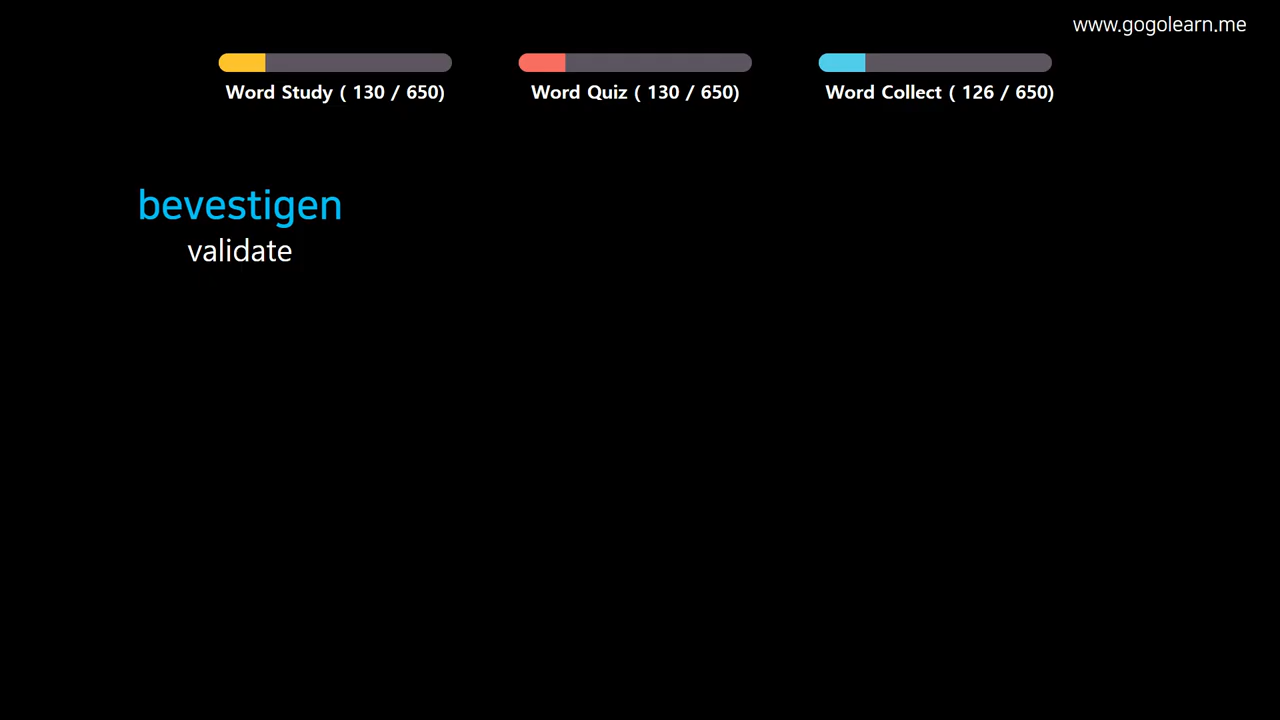 www.gogolearn.me
Word Study ( 130 / 650)
Word Quiz ( 130 / 650)
Word Collect ( 126 / 650)
bevestigen
validate